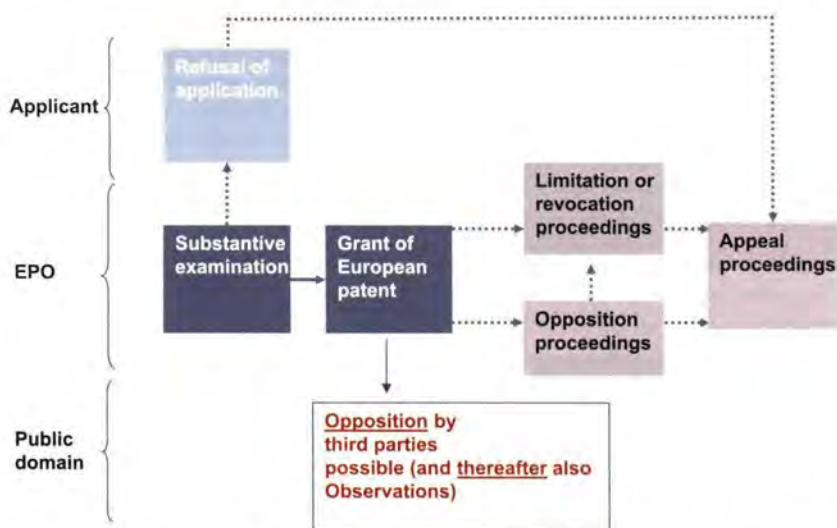 Applicant
Refusal of
application
EPO
Substantive
examination
Grant of
European
patent
Limitation or
revocation
proceedings
Opposition
proceedings
Appeal
proceedings
Public
domain
Opposition by
third parties
possible (and thereafter also
Observations)